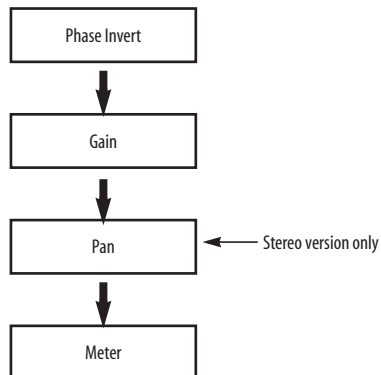 Phase Invert
Gain
Pan
Stereo version only
Meter